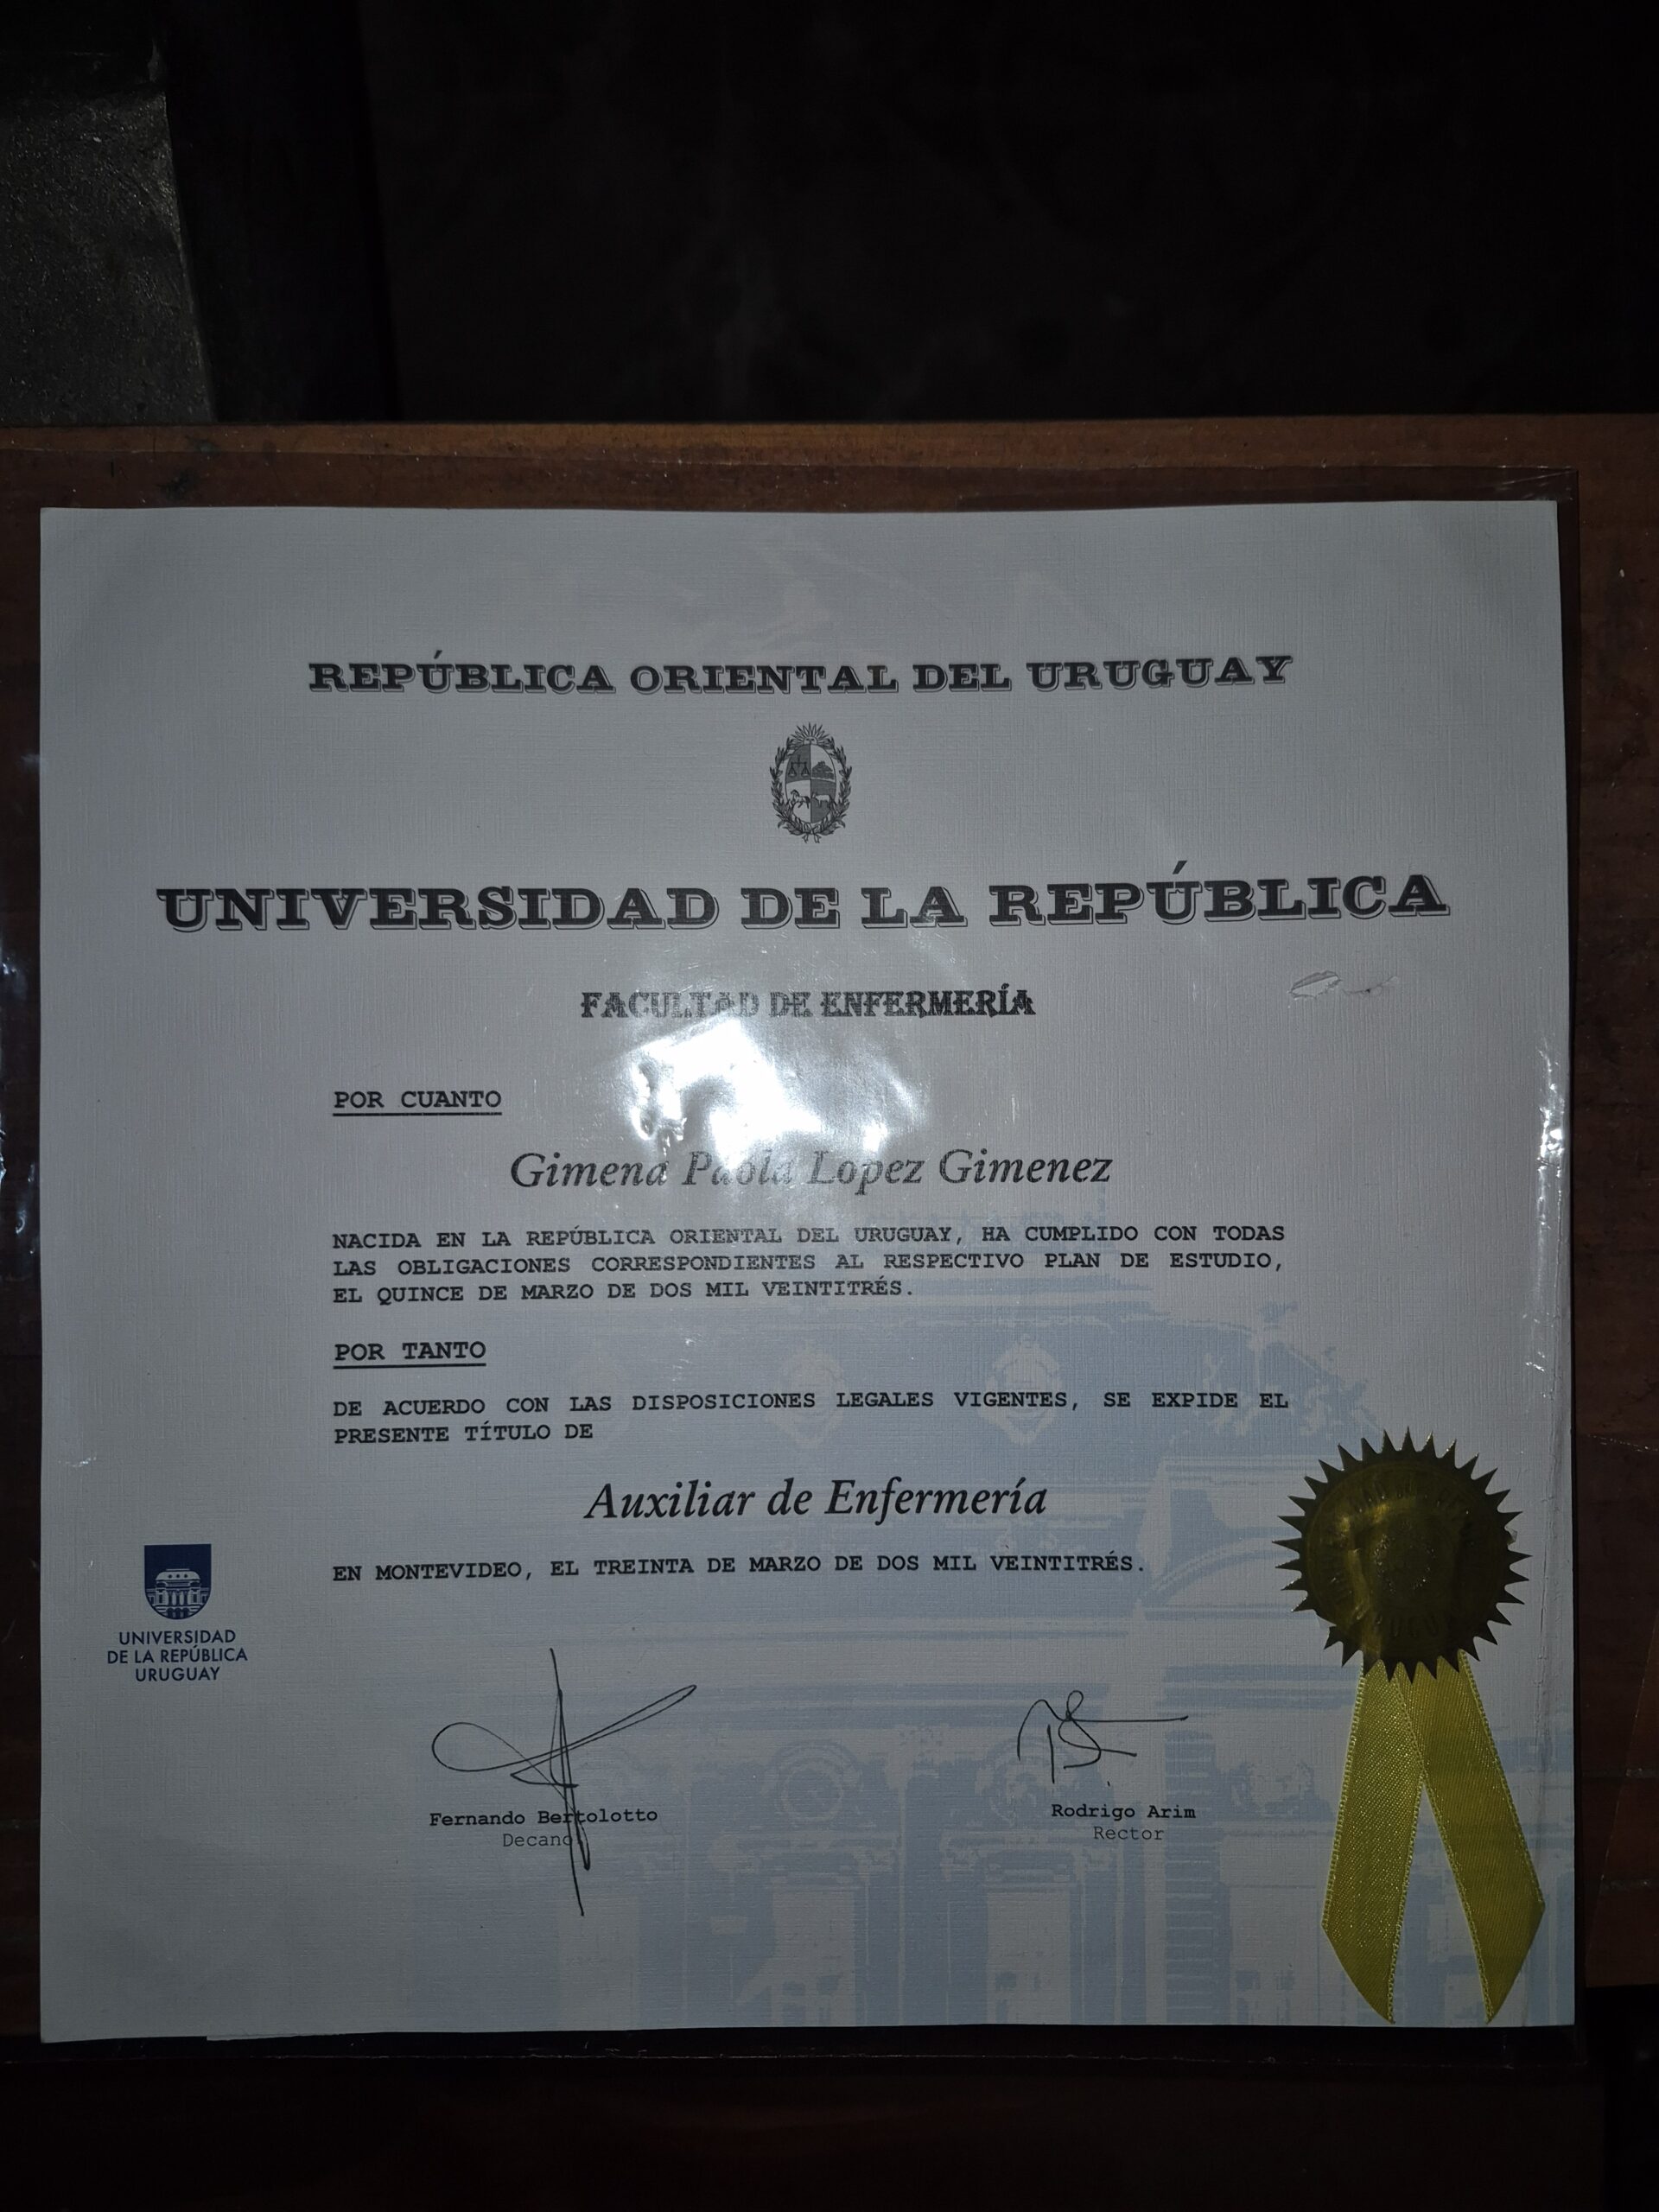 REPÚBLICA ORIENTAL DEL URUGUAY
UNIVERSIDAD DE LA REPÚBLICA
FACULTAD DE ENFERMERÍA
POR CUANTO
Gimena Paola Lopez Gimenez
NACIDA EN LA REPÚBLICA ORIENTAL DEL URUGUAY, HA CUMPLIDO CON TODAS
LAS OBLIGACIONES CORRESPONDIENTES AL RESPECTIVO PLAN DE ESTUDIO,
EL QUINCE DE MARZO DE DOS MIL VEINTITRÉS.
POR TANTO
DE ACUERDO CON LAS DISPOSICIONES LEGALES VIGENTES, SE EXPIDE EL
PRESENTE TÍTULO DE
Auxiliar de Enfermería
EN MONTEVIDEO, EL TREINTA DE MARZO DE DOS MIL VEINTITRÉS.
UNIVERSIDAD
DE LA REPÚBLICA
URUGUAY
Fernando Bertolotto
Decano
Rodrigo Arim
Rector